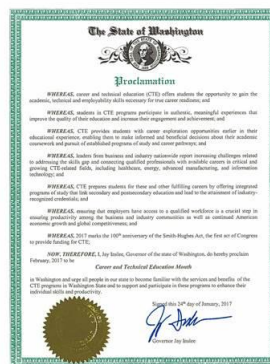 The State of Washington
Proclamation
WHEREAS, career and technical education (CTE) offers students the opportunity to gain the
academic, technical and employability skills necessary for true career readiness; and
WHEREAS, students in CTE programs participate in authentic, meaningful experiences that
improve the quality of their education and increase their engagement and achievement; and
WHEREAS, CTE provides students with career exploration opportunities earlier in their
educational experience, enabling them to make informed and beneficial decisions about their academic
coursework and pursuit of established programs of study and career pathways; and
WHEREAS, leaders from business and industry nationwide report increasing challenges related
to addressing the skills gap and connecting qualified professionals with available careers in critical and
growing CTE-related fields, including healthcare, energy, advanced manufacturing, and information
technology; and
WHEREAS, CTE prepares students for these and other fulfilling careers by offering integrated
programs of study that link secondary and postsecondary education and lead to the attainment of industry-
recognized credentials; and
WHEREAS, ensuring that employers have access to a qualified workforce is a crucial step in
ensuring productivity among the business and industry communities as well as continued American
economic growth and global competitiveness; and
WHEREAS, 2017 marks the 100th anniversary of the Smith-Hughes Act, the first act of Congress
to provide funding for CTE;
NOW, THEREFORE, I, Jay Inslee, Governor of the state of Washington, do hereby proclaim
February, 2017 to be
Career and Technical Education Month
in Washington and urge all people in our state to become familiar with the services and benefits of the
CTE programs in Washington State and to support and participate in these programs to enhance their
individual skills and productivity.
Signed this 24th day of January, 2017
Governor Jay Inslee